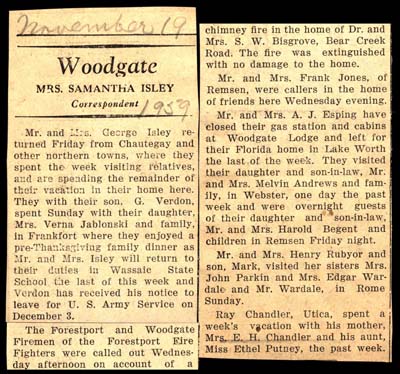 November 19
Woodgate
MRS. SAMANTHA ISLEY
Correspondent
1959
Mr. and Mrs. George Isley re-
turned Friday from Chautegay and
other northern towns, where they
spent the week visiting relatives,
and are spending the remainder of
their vacation in their home here.
They with their son, G. Verdon,
spent Sunday with their daughter,
Mrs. Verna Jablonski and family,
in Frankfort where they enjoyed a
pre-Thanksgiving family dinner as
Mr. and Mrs. Isley will return to
their duties in Wassaic State
School the last of this week and
Verdon has received his notice to
leave for U. S. Army Service on
December 3.
The Forestport and Woodgate
Firemen of the Forestport Fire
Fighters were called out Wednes-
day afternoon on account of a
chimney fire in the home of Dr. and
Mrs. S. W. Bisgrove, Bear Creek
Road. The fire was extinguished
with no damage to the home.
Mr. and Mrs. Frank Jones, of
Remsen, were callers in the home
of friends here Wednesday evening.
Mr. and Mrs. A. J. Esping have
closed their gas station and cabins
at Woodgate Lodge and left for
their Florida home in Lake Worth
the last of the week. They visited
their daughter and son-in-law, Mr.
and Mrs. Melvin Andrews and fam-
ily, in Webster, one day the past
week and were overnight guests
of their daughter and son-in-law,
Mr. and Mrs. Harold Begent and
children in Remsen Friday night.
Mr. and Mrs. Henry Rubyor and
son, Mark, visited her sisters Mrs.
John Parkin and Mrs. Edgar War-
dale and Mr. Wardale, in Rome
Sunday.
Ray Chandler, Utica, spent a
week's vacation with his mother,
Mrs. E. H. Chandler and his aunt,
Miss Ethel Putney, the past week.